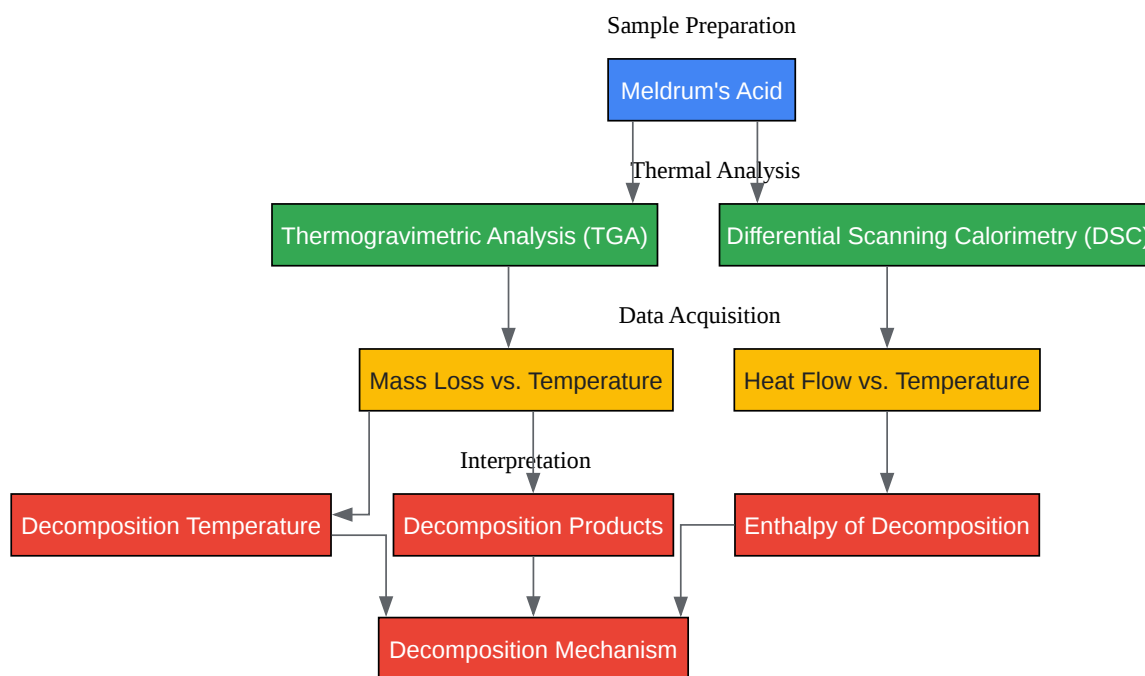 Sample Preparation
Meldrum's Acid
Thermal Analysis
Thermogravimetric Analysis (TGA)
Differential Scanning Calorimetry (DSC)
Data Acquisition
Mass Loss vs. Temperature
Heat Flow vs. Temperature
Interpretation
Decomposition Temperature
Decomposition Products
Enthalpy of Decomposition
Decomposition Mechanism